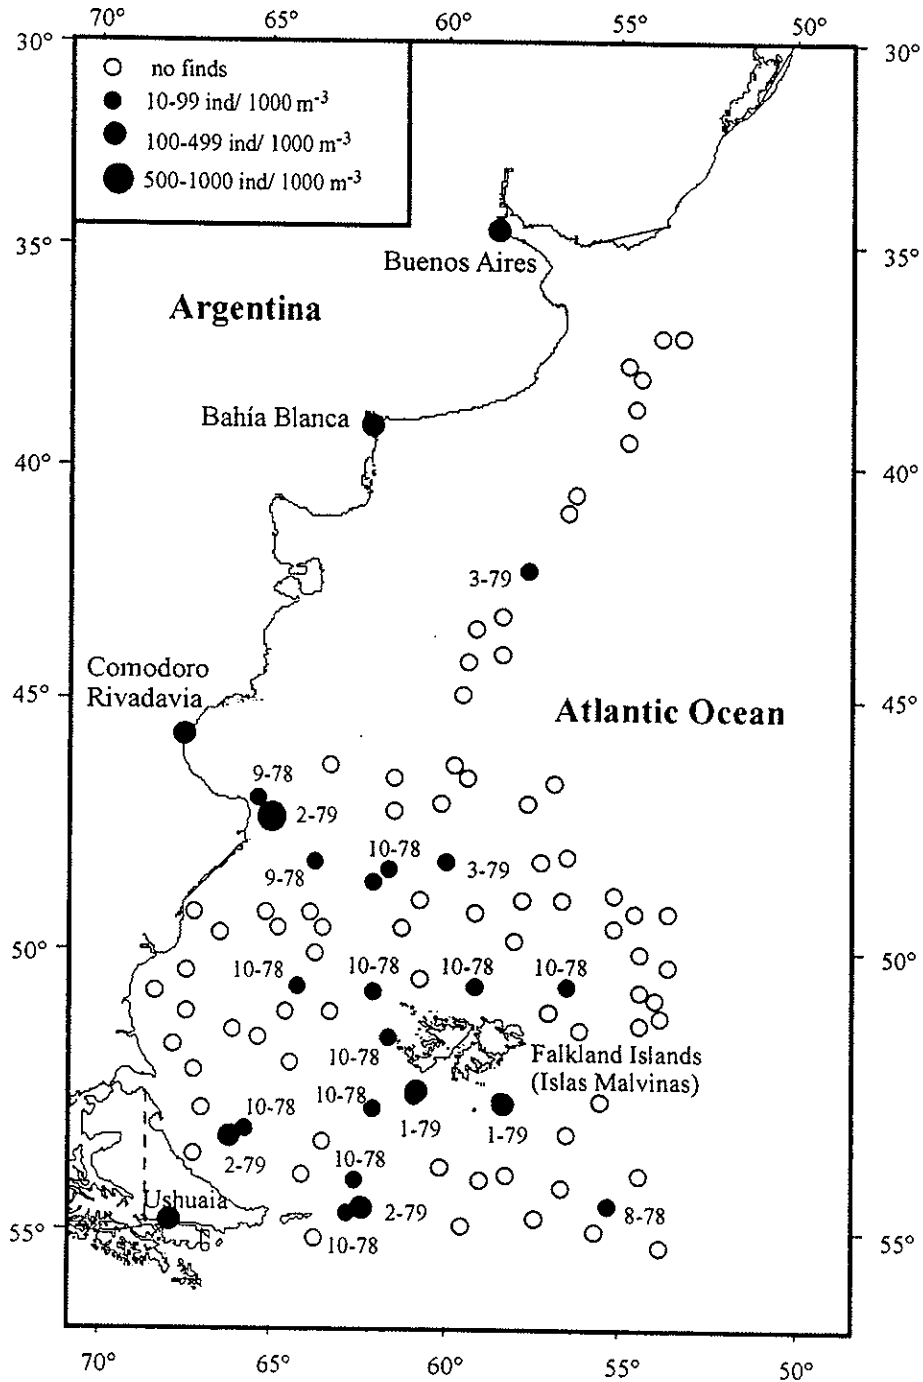 70° 65° 60° 55° 50°
30° 30°
no finds
10-99 ind/ 1000 m-3
100-499 ind/ 1000 m-3
500-1000 ind/ 1000 m-3
35° 35°
Buenos Aires
Argentina
Bahía Blanca
40° 40°
3-79
Comodoro
Rivadavia
45° 45°
Atlantic Ocean
9-78
2-79
10-78
9-78 3-79
50° 50°
10-78 10-78 10-78 10-78
10-78
Falkland Islands
(Islas Malvinas)
10-78
10-78
1-79
1-79
2-79
10-78
Ushuaia
2-79
8-78
55° 55°
10-78
70° 65° 60° 55° 50°